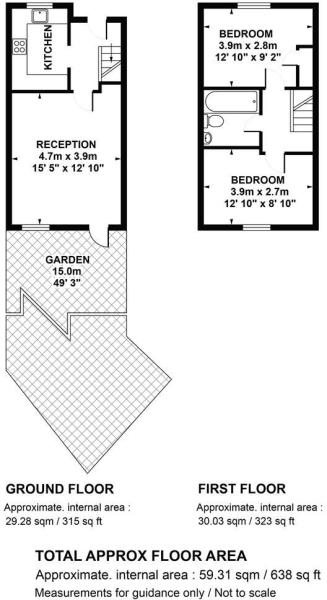 KITCHEN
RECEPTION
4.7m x 3.9m
15' 5" x 12' 10"
GARDEN
15.0m
49' 3"
BEDROOM
3.9m x 2.8m
12' 10" x 9' 2"
BEDROOM
3.9m x 2.7m
12' 10" x 8' 10"
GROUND FLOOR
Approximate. internal area :
29.28 sqm / 315 sq ft
FIRST FLOOR
Approximate. internal area :
30.03 sqm / 323 sq ft
TOTAL APPROX FLOOR AREA
Approximate. internal area : 59.31 sqm / 638 sq ft
Measurements for guidance only / Not to scale